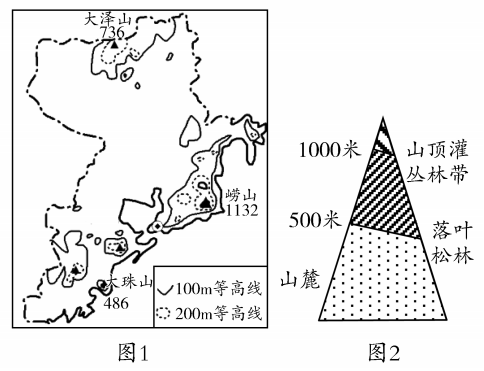 大泽山
736
崂山
1132
大珠山
486
100m等高线
200m等高线
图1
1000米
山顶灌
丛林带
500米
落叶
松林
山麓
图2